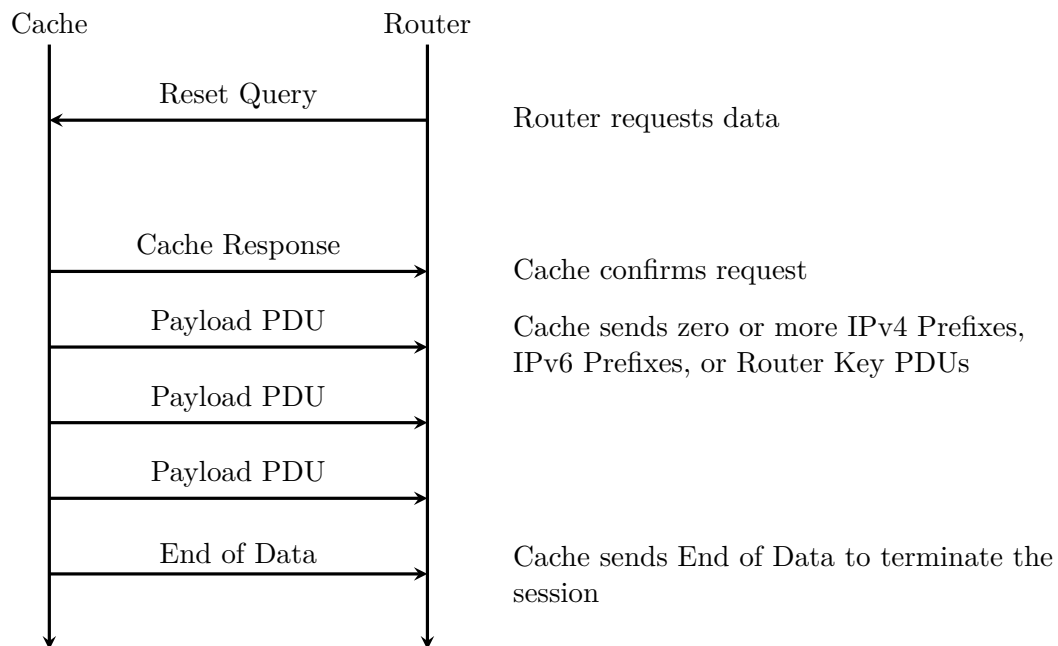 Cache
Router
Reset Query
Router requests data
Cache Response
Cache confirms request
Payload PDU
Cache sends zero or more IPv4 Prefixes,
IPv6 Prefixes, or Router Key PDUs
Payload PDU
Payload PDU
End of Data
Cache sends End of Data to terminate the
session